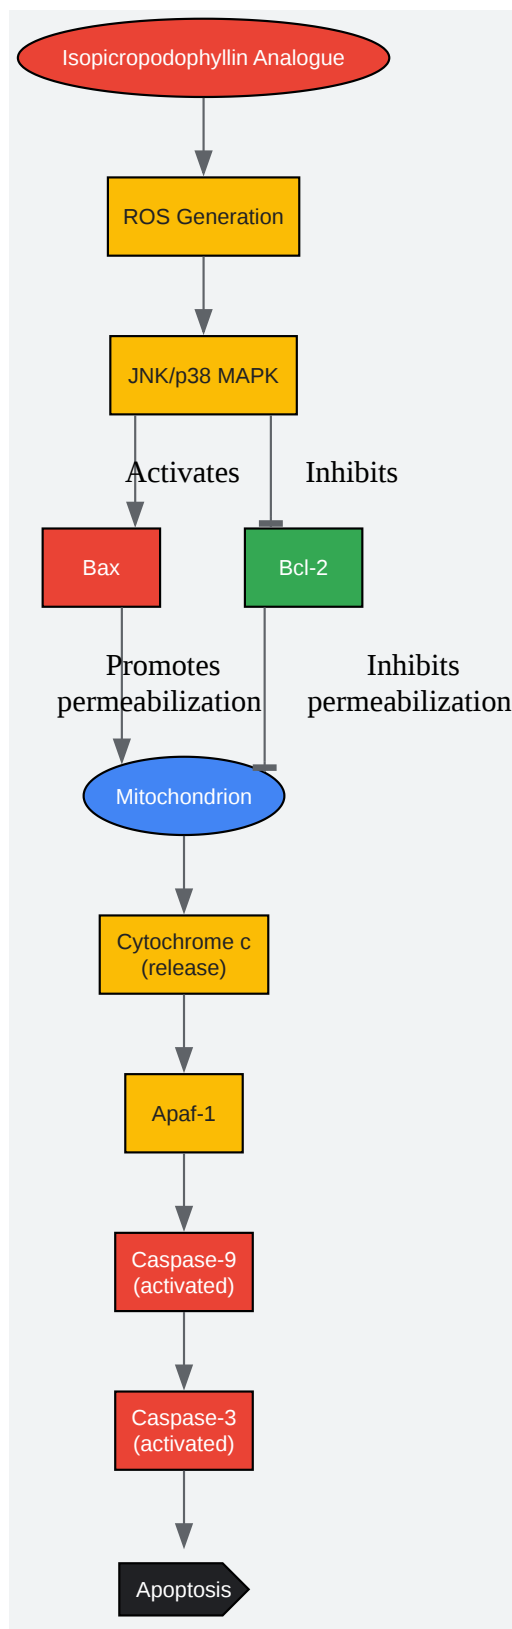 Isopicropodophyllin Analogue
ROS Generation
JNK/p38 MAPK
Activates
Inhibits
Bax
Bcl-2
Promotes
permeabilization
Inhibits
permeabilization
Mitochondrion
Cytochrome c
(release)
Apaf-1
Caspase-9
(activated)
Caspase-3
(activated)
Apoptosis